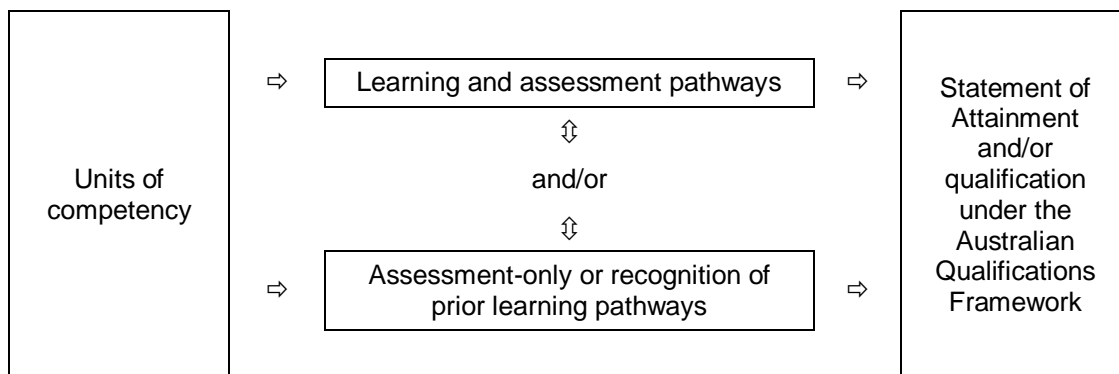 Units of
competency
⇨
Learning and assessment pathways
⇨
⇳
and/or
⇳
⇨
Assessment-only or recognition of
prior learning pathways
⇨
Statement of
Attainment
and/or
qualification
under the
Australian
Qualifications
Framework